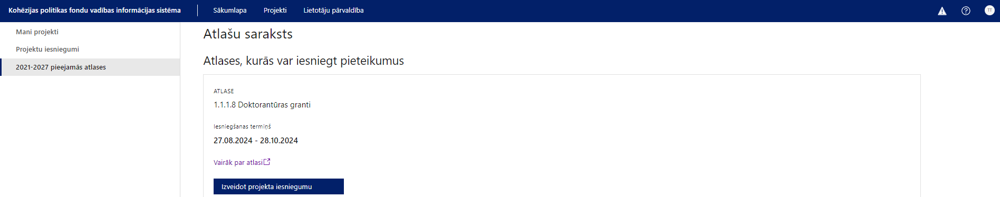 Kohēzijas politikas fondu vadības informācijas sistēma Sākumlapa Projekti Lietotāju pārvaldība TT
Mani projekti
Projektu iesniegumi
2021-2027 pieejamās atlases
Atlašu saraksts
Atlases, kurās var iesniegt pieteikumus
ATLASE
1.1.1.8 Doktorantūras granti
Iesniegšanas termiņš
27.08.2024 - 28.10.2024
Vairāk par atlasi
Izveidot projekta iesniegumu